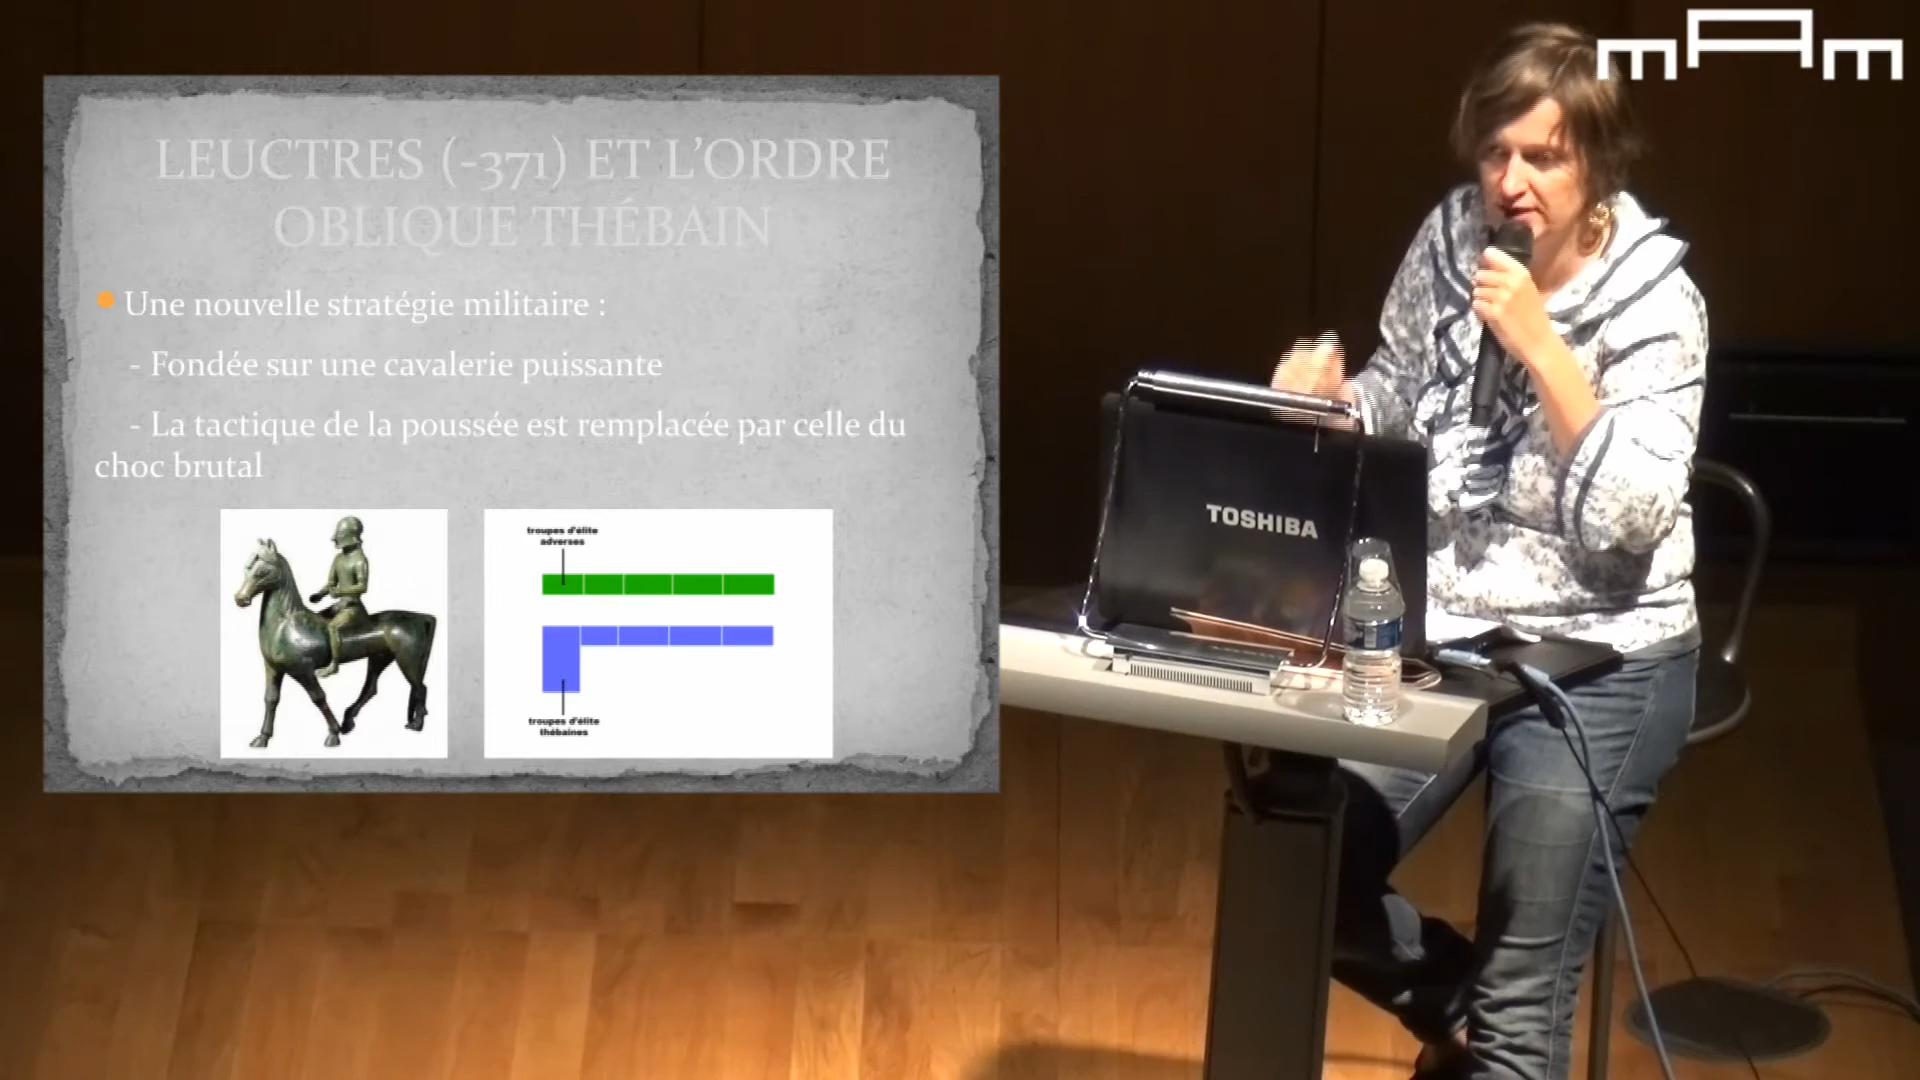 mAm
LEUCTRES (-371) ET L'ORDRE
OBLIQUE THÉBAIN
Une nouvelle stratégie militaire :
- Fondée sur une cavalerie puissante
- La tactique de la poussée est remplacée par celle du
choc brutal
troupes d'élite
adverses
troupes d'élite
thébaines
TOSHIBA